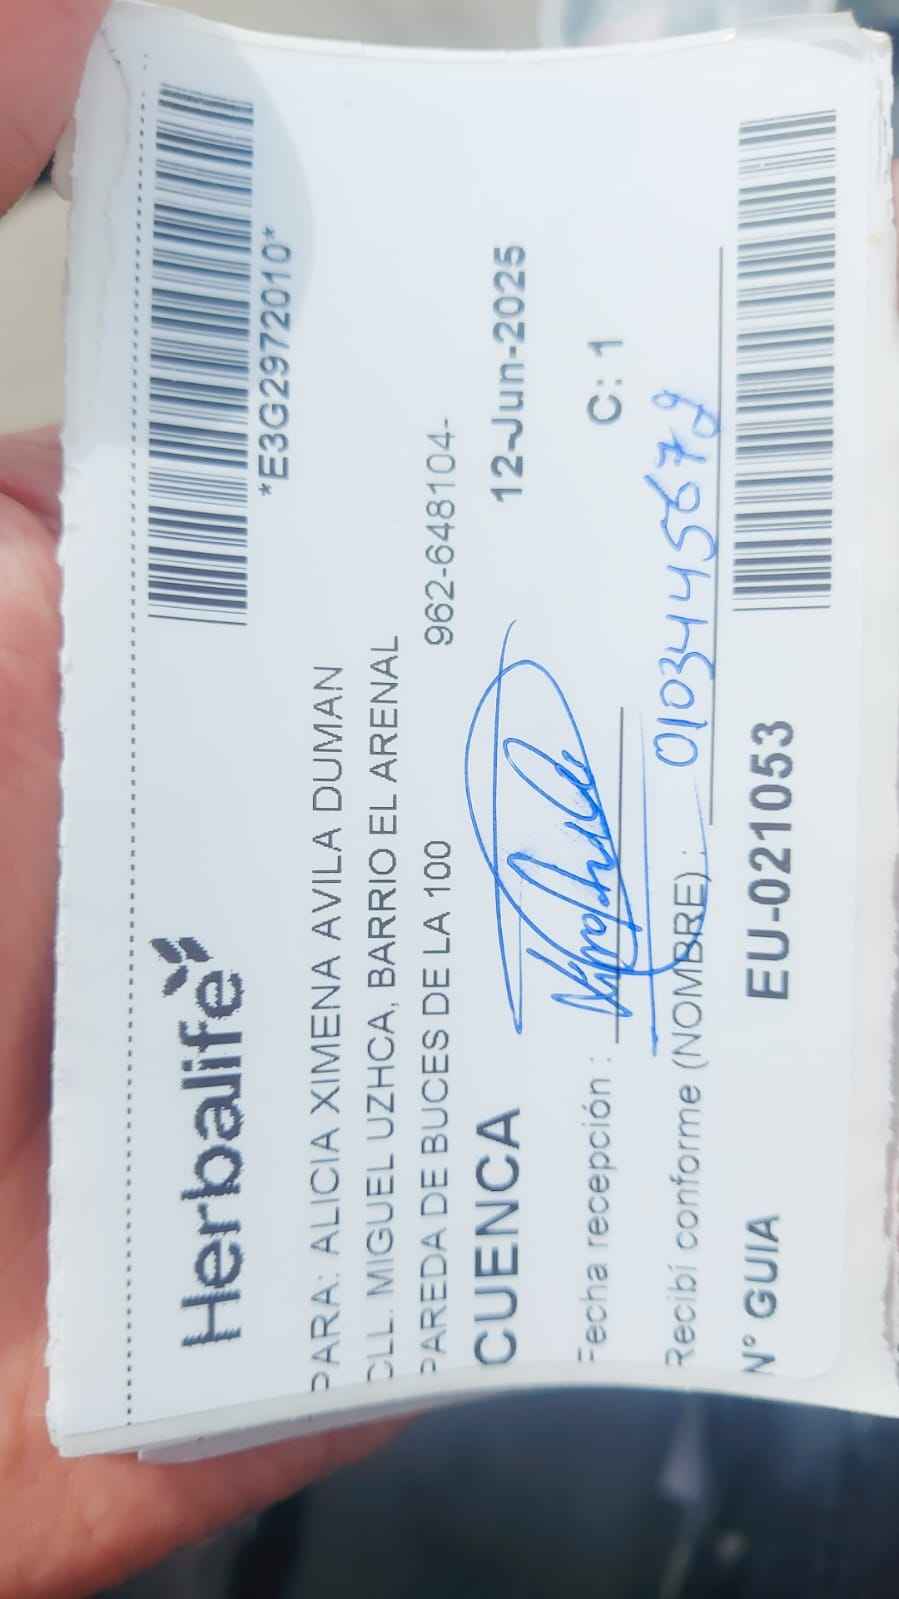 Herbalife
*E3G2972010*
PARA: ALICIA XIMENA AVILA DUMAN
CLL. MIGUEL UZHCA, BARRIO EL ARENAL
PAREDA DE BUCES DE LA 100 962-648104-
CUENCA 12-Jun-2025
Fecha recepción :
C: 1
Recibí conforme (NOMBRE) : 0103445679
N° GUIA EU-021053